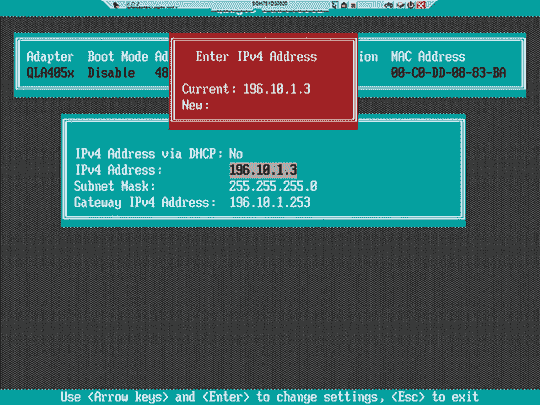 Enter IPv4 Address
Adapter Boot Mode Ad ion MAC Address
QLA405x Disable 48 00-C0-DD-08-83-BA
Current: 196.10.1.3
New:
IPv4 Address via DHCP: No
IPv4 Address: 196.10.1.3
Subnet Mask: 255.255.255.0
Gateway IPv4 Address: 196.10.1.253
Use <Arrow keys> and <Enter> to change settings, <Esc> to exit